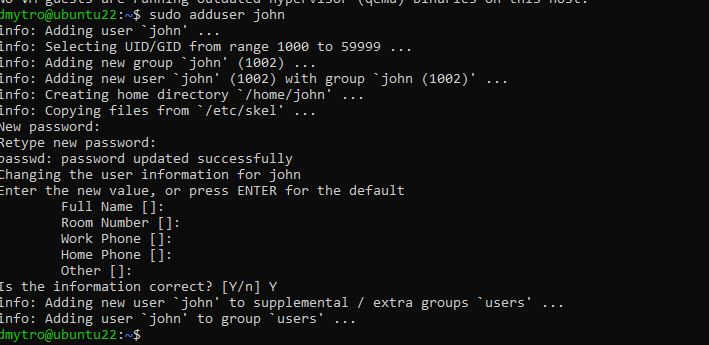 No VM guests are running outdated hypervisor (qemu) binaries on this host.
dmytro@ubuntu22:~$ sudo adduser john
info: Adding user `john' ...
info: Selecting UID/GID from range 1000 to 59999 ...
info: Adding new group `john' (1002) ...
info: Adding new user `john' (1002) with group `john (1002)' ...
info: Creating home directory `/home/john' ...
info: Copying files from `/etc/skel' ...
New password:
Retype new password:
passwd: password updated successfully
Changing the user information for john
Enter the new value, or press ENTER for the default
Full Name []:
Room Number []:
Work Phone []:
Home Phone []:
Other []:
Is the information correct? [Y/n] Y
info: Adding new user `john' to supplemental / extra groups `users' ...
info: Adding user `john' to group `users' ...
dmytro@ubuntu22:~$